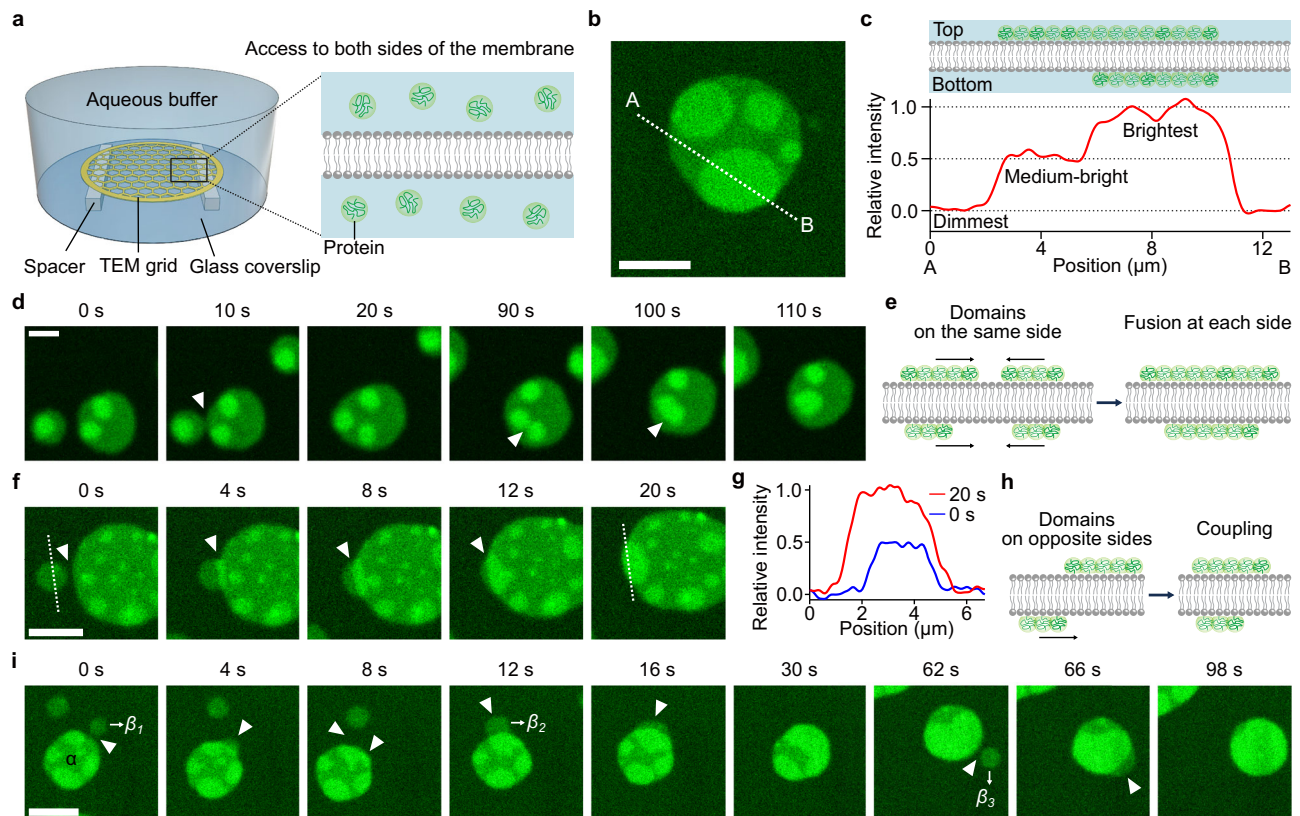 a
Access to both sides of the membrane
Aqueous buffer
Spacer
TEM grid
Glass coverslip
Protein
b
A
B
c
Top
Bottom
Relative intensity
1.0
0.5
0.0
Brightest
Medium-bright
Dimmest
0 4 8 12
A Position (µm) B
d
0 s 10 s 20 s 90 s 100 s 110 s
e
Domains
on the same side
Fusion at each side
f
0 s 4 s 8 s 12 s 20 s
g
Relative intensity
1.0
0.5
0.0
20 s
0 s
0 2 4 6
Position (µm)
h
Domains
on opposite sides
Coupling
i
0 s 4 s 8 s 12 s 16 s 30 s 62 s 66 s 98 s
α
→β₁
→β₂
↓
β₃